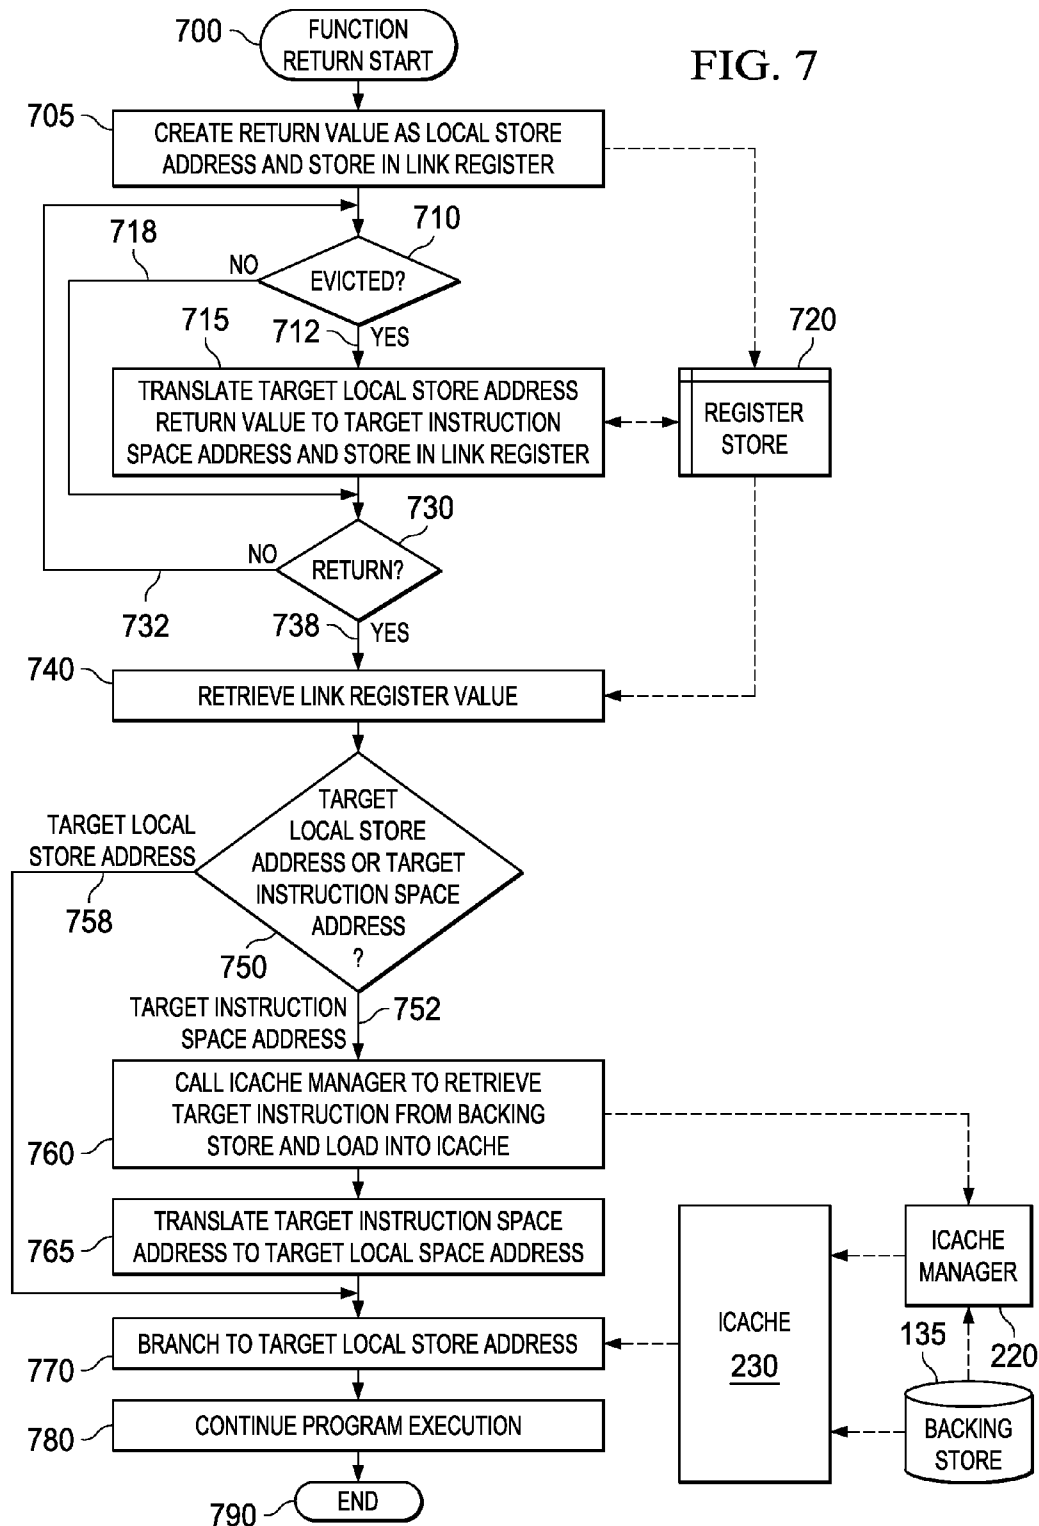 FIG. 7
700
FUNCTION
RETURN START
705
CREATE RETURN VALUE AS LOCAL STORE
ADDRESS AND STORE IN LINK REGISTER
718
NO
710
EVICTED?
715
712
YES
720
TRANSLATE TARGET LOCAL STORE ADDRESS
RETURN VALUE TO TARGET INSTRUCTION
SPACE ADDRESS AND STORE IN LINK REGISTER
REGISTER
STORE
730
NO
RETURN?
732
738
YES
740
RETRIEVE LINK REGISTER VALUE
TARGET LOCAL
STORE ADDRESS
758
TARGET
LOCAL STORE
ADDRESS OR TARGET
INSTRUCTION SPACE
ADDRESS
?
750
TARGET INSTRUCTION
SPACE ADDRESS
752
CALL ICACHE MANAGER TO RETRIEVE
TARGET INSTRUCTION FROM BACKING
STORE AND LOAD INTO ICACHE
760
TRANSLATE TARGET INSTRUCTION SPACE
ADDRESS TO TARGET LOCAL SPACE ADDRESS
765
ICACHE
MANAGER
220
ICACHE
230
BRANCH TO TARGET LOCAL STORE ADDRESS
770
135
BACKING
STORE
CONTINUE PROGRAM EXECUTION
780
END
790